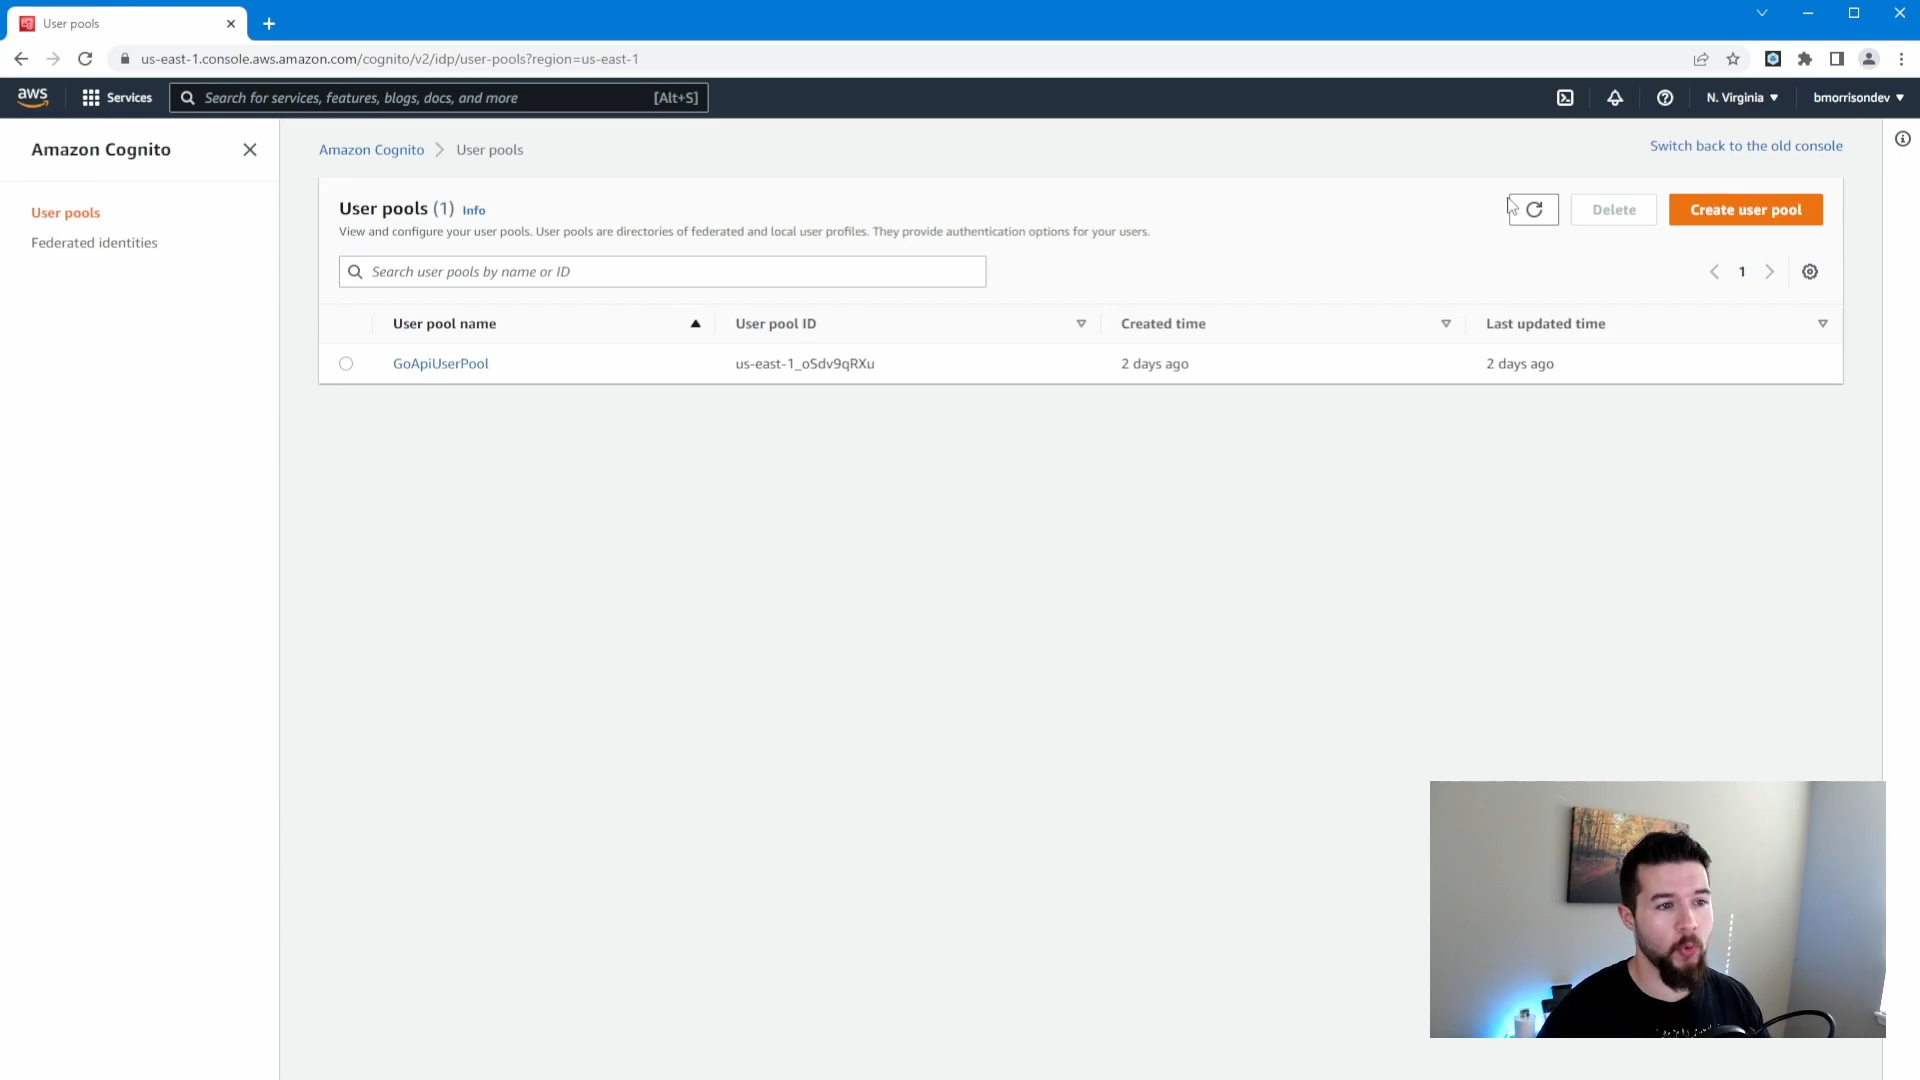 User pools
us-east-1.console.aws.amazon.com/cognito/v2/idp/user-pools?region=us-east-1
aws
Services
Search for services, features, blogs, docs, and more
[Alt+S]
N. Virginia
bmorrisondev
Amazon Cognito
User pools
Federated identities
Amazon Cognito
User pools
Switch back to the old console
User pools (1) Info
Delete
Create user pool
View and configure your user pools. User pools are directories of federated and local user profiles. They provide authentication options for your users.
Search user pools by name or ID
1
User pool name
User pool ID
Created time
Last updated time
GoApiUserPool
us-east-1_oSdv9qRXu
2 days ago
2 days ago